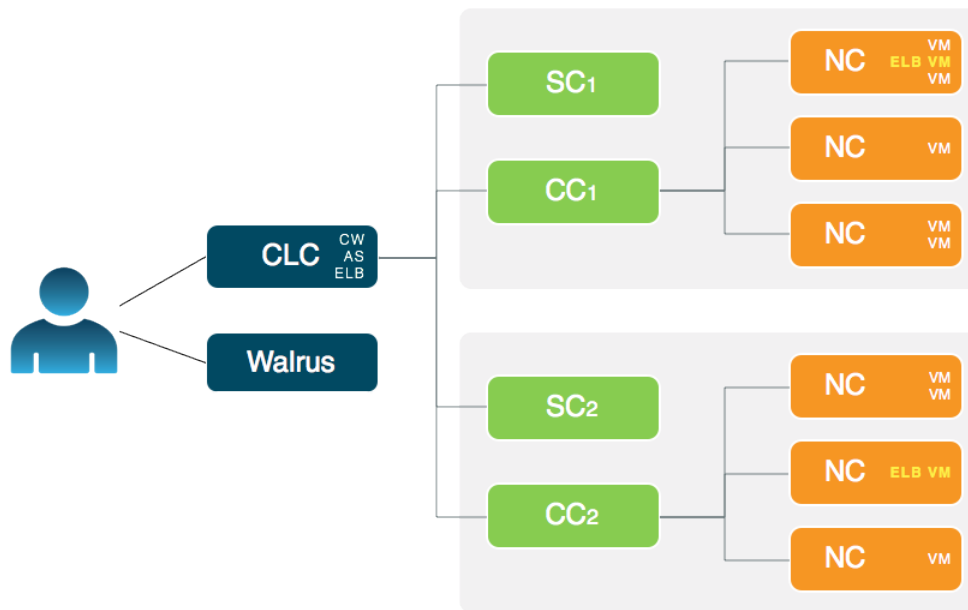 CLC
CW
AS
ELB
Walrus
SC1
CC1
NC
VM
ELB VM
VM
NC
VM
NC
VM
VM
SC2
CC2
NC
VM
VM
NC
ELB VM
NC
VM